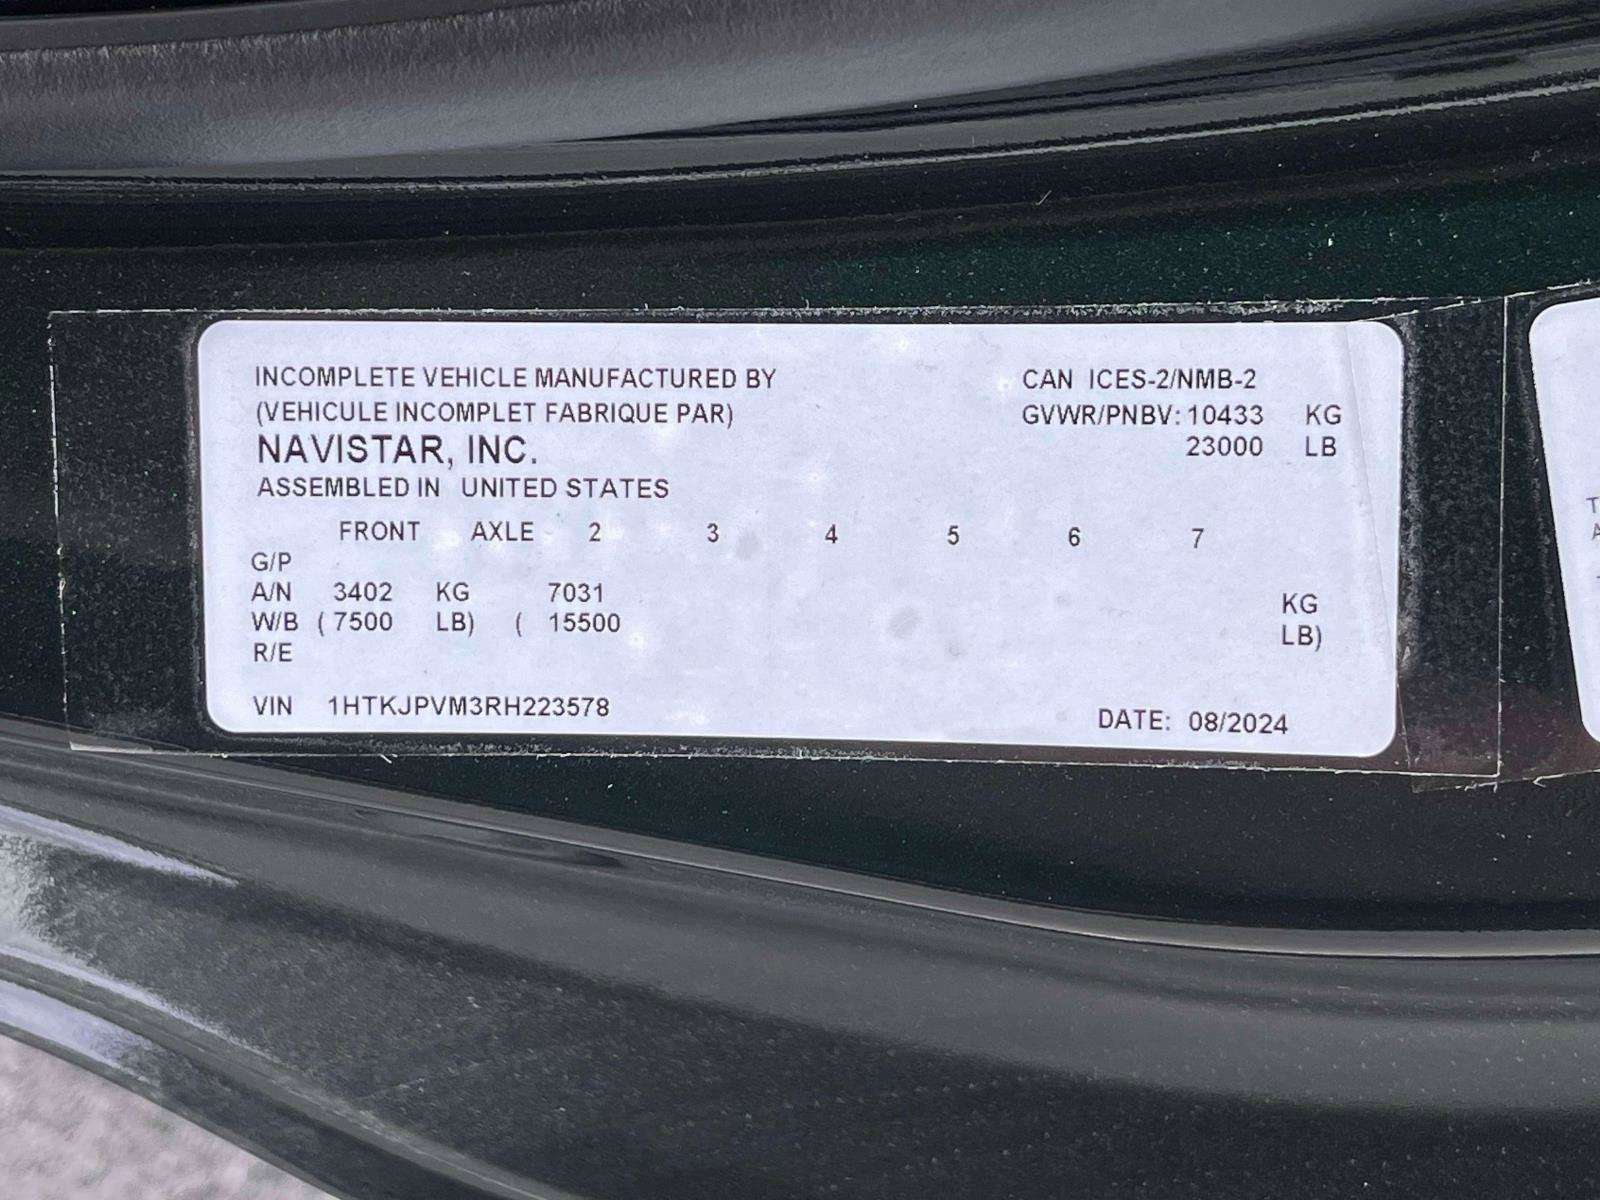 INCOMPLETE VEHICLE MANUFACTURED BY
(VEHICULE INCOMPLET FABRIQUE PAR)
NAVISTAR, INC.
ASSEMBLED IN UNITED STATES
CAN ICES-2/NMB-2
GVWR/PNBV: 10433 KG
23000 LB
FRONT AXLE 2 3 4 5 6 7
G/P
A/N 3402 KG 7031 KG
W/B ( 7500 LB) ( 15500 LB)
R/E
VIN 1HTKJPVM3RH223578
DATE: 08/2024